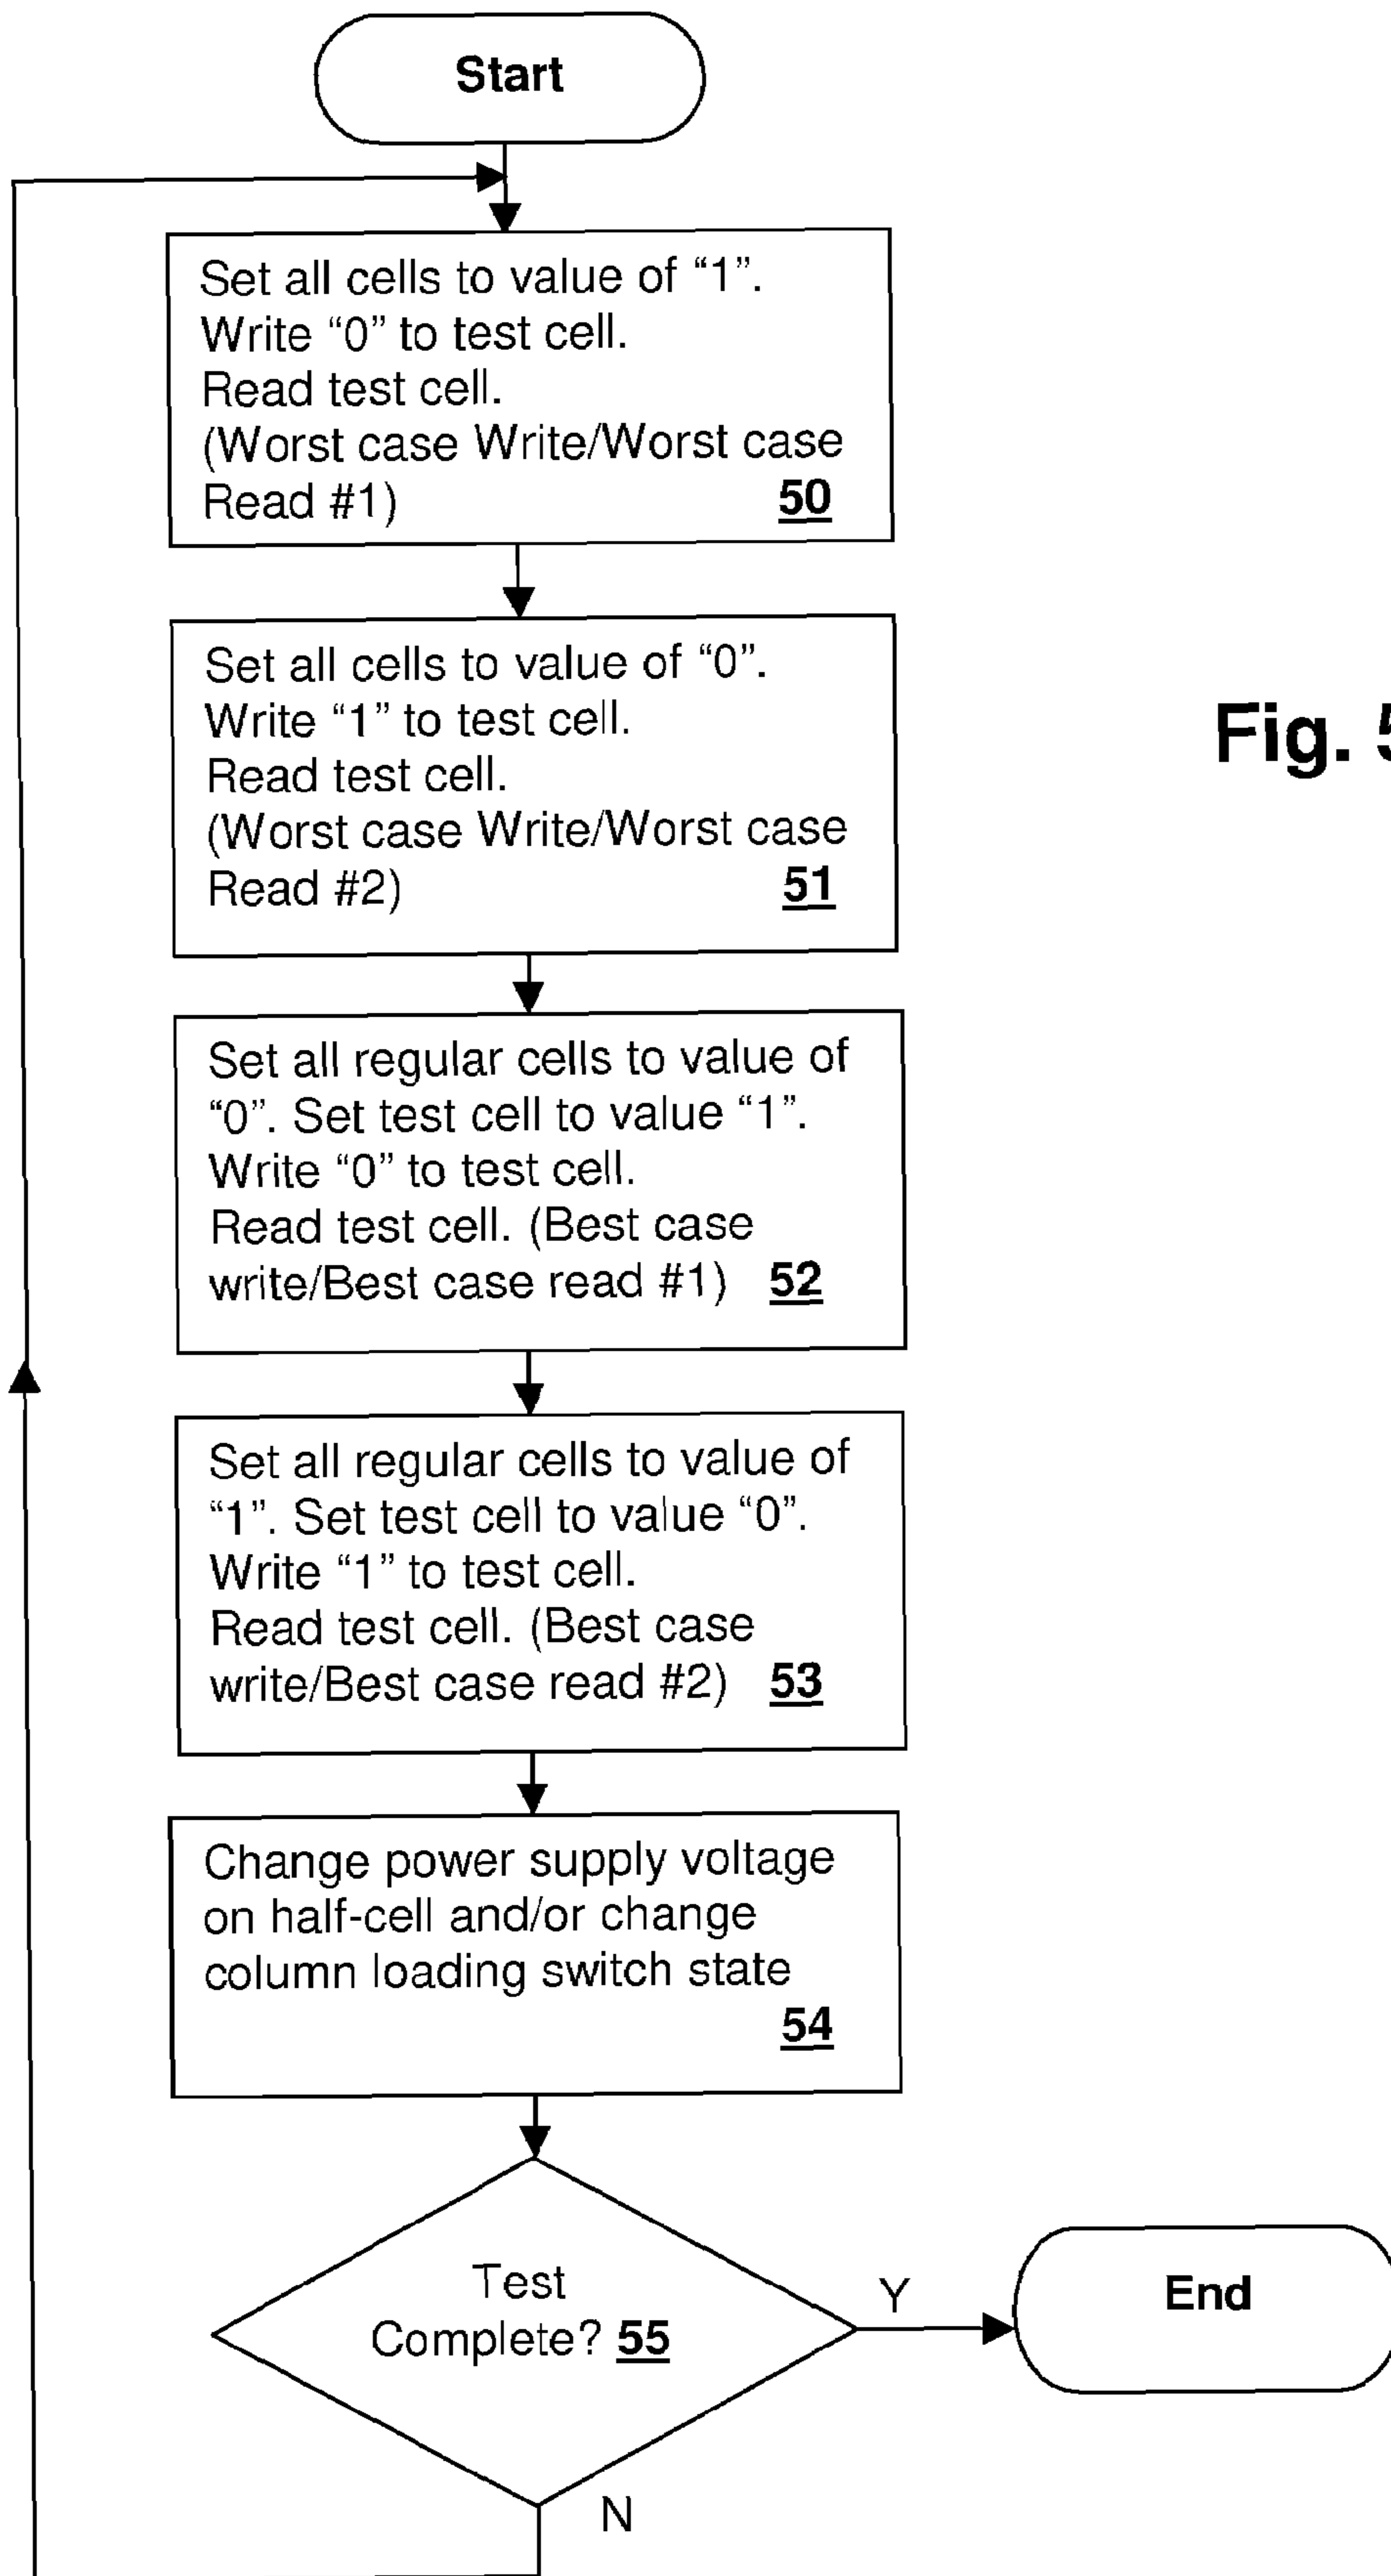 Start
Set all cells to value of “1”.
Write “0” to test cell.
Read test cell.
(Worst case Write/Worst case
Read #1) 50
Set all cells to value of “0”.
Write “1” to test cell.
Read test cell.
(Worst case Write/Worst case
Read #2) 51
Fig. 5
Set all regular cells to value of
“0”. Set test cell to value “1”.
Write “0” to test cell.
Read test cell. (Best case
write/Best case read #1) 52
Set all regular cells to value of
“1”. Set test cell to value “0”.
Write “1” to test cell.
Read test cell. (Best case
write/Best case read #2) 53
Change power supply voltage
on half-cell and/or change
column loading switch state
54
Test
Complete? 55
Y
End
N